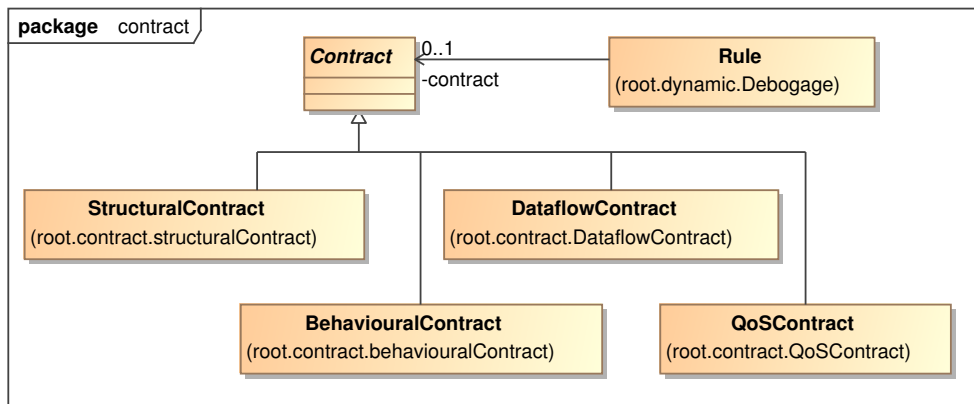 package contract
Contract
0..1
-contract
Rule
(root.dynamic.Debogage)
StructuralContract
(root.contract.structuralContract)
DataflowContract
(root.contract.DataflowContract)
BehaviouralContract
(root.contract.behaviouralContract)
QoSContract
(root.contract.QoSContract)